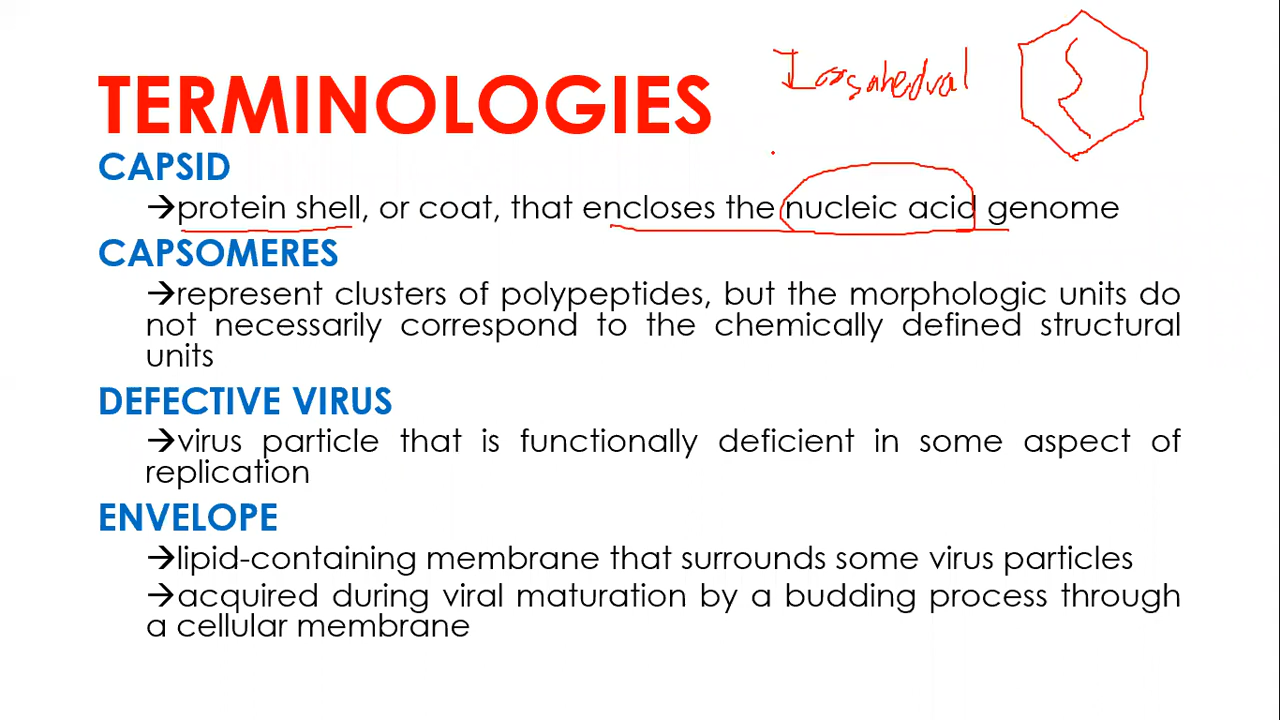 Icosahedral
TERMINOLOGIES
CAPSID
→protein shell, or coat, that encloses the nucleic acid genome
CAPSOMERES
→represent clusters of polypeptides, but the morphologic units do
not necessarily correspond to the chemically defined structural
units
DEFECTIVE VIRUS
→virus particle that is functionally deficient in some aspect of
replication
ENVELOPE
→lipid-containing membrane that surrounds some virus particles
→acquired during viral maturation by a budding process through
a cellular membrane